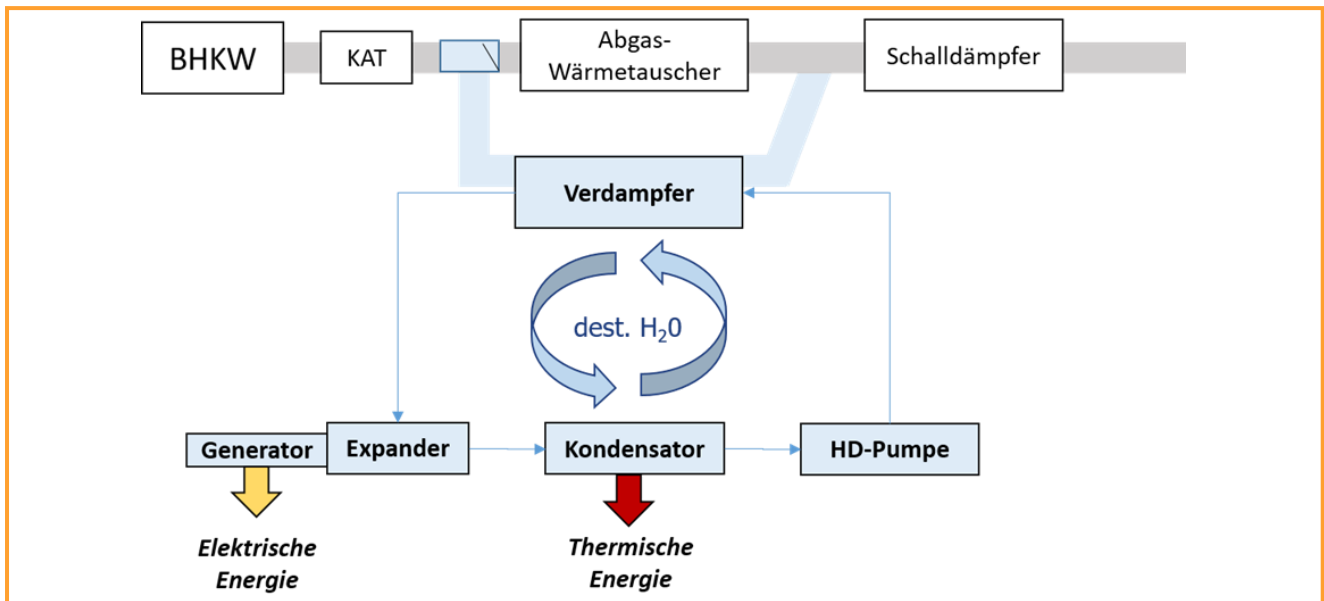 BHKW
KAT
Abgas-
Wärmetauscher
Schalldämpfer
Verdampfer
dest. H₂0
Generator
Expander
Kondensator
HD-Pumpe
Elektrische
Energie
Thermische
Energie